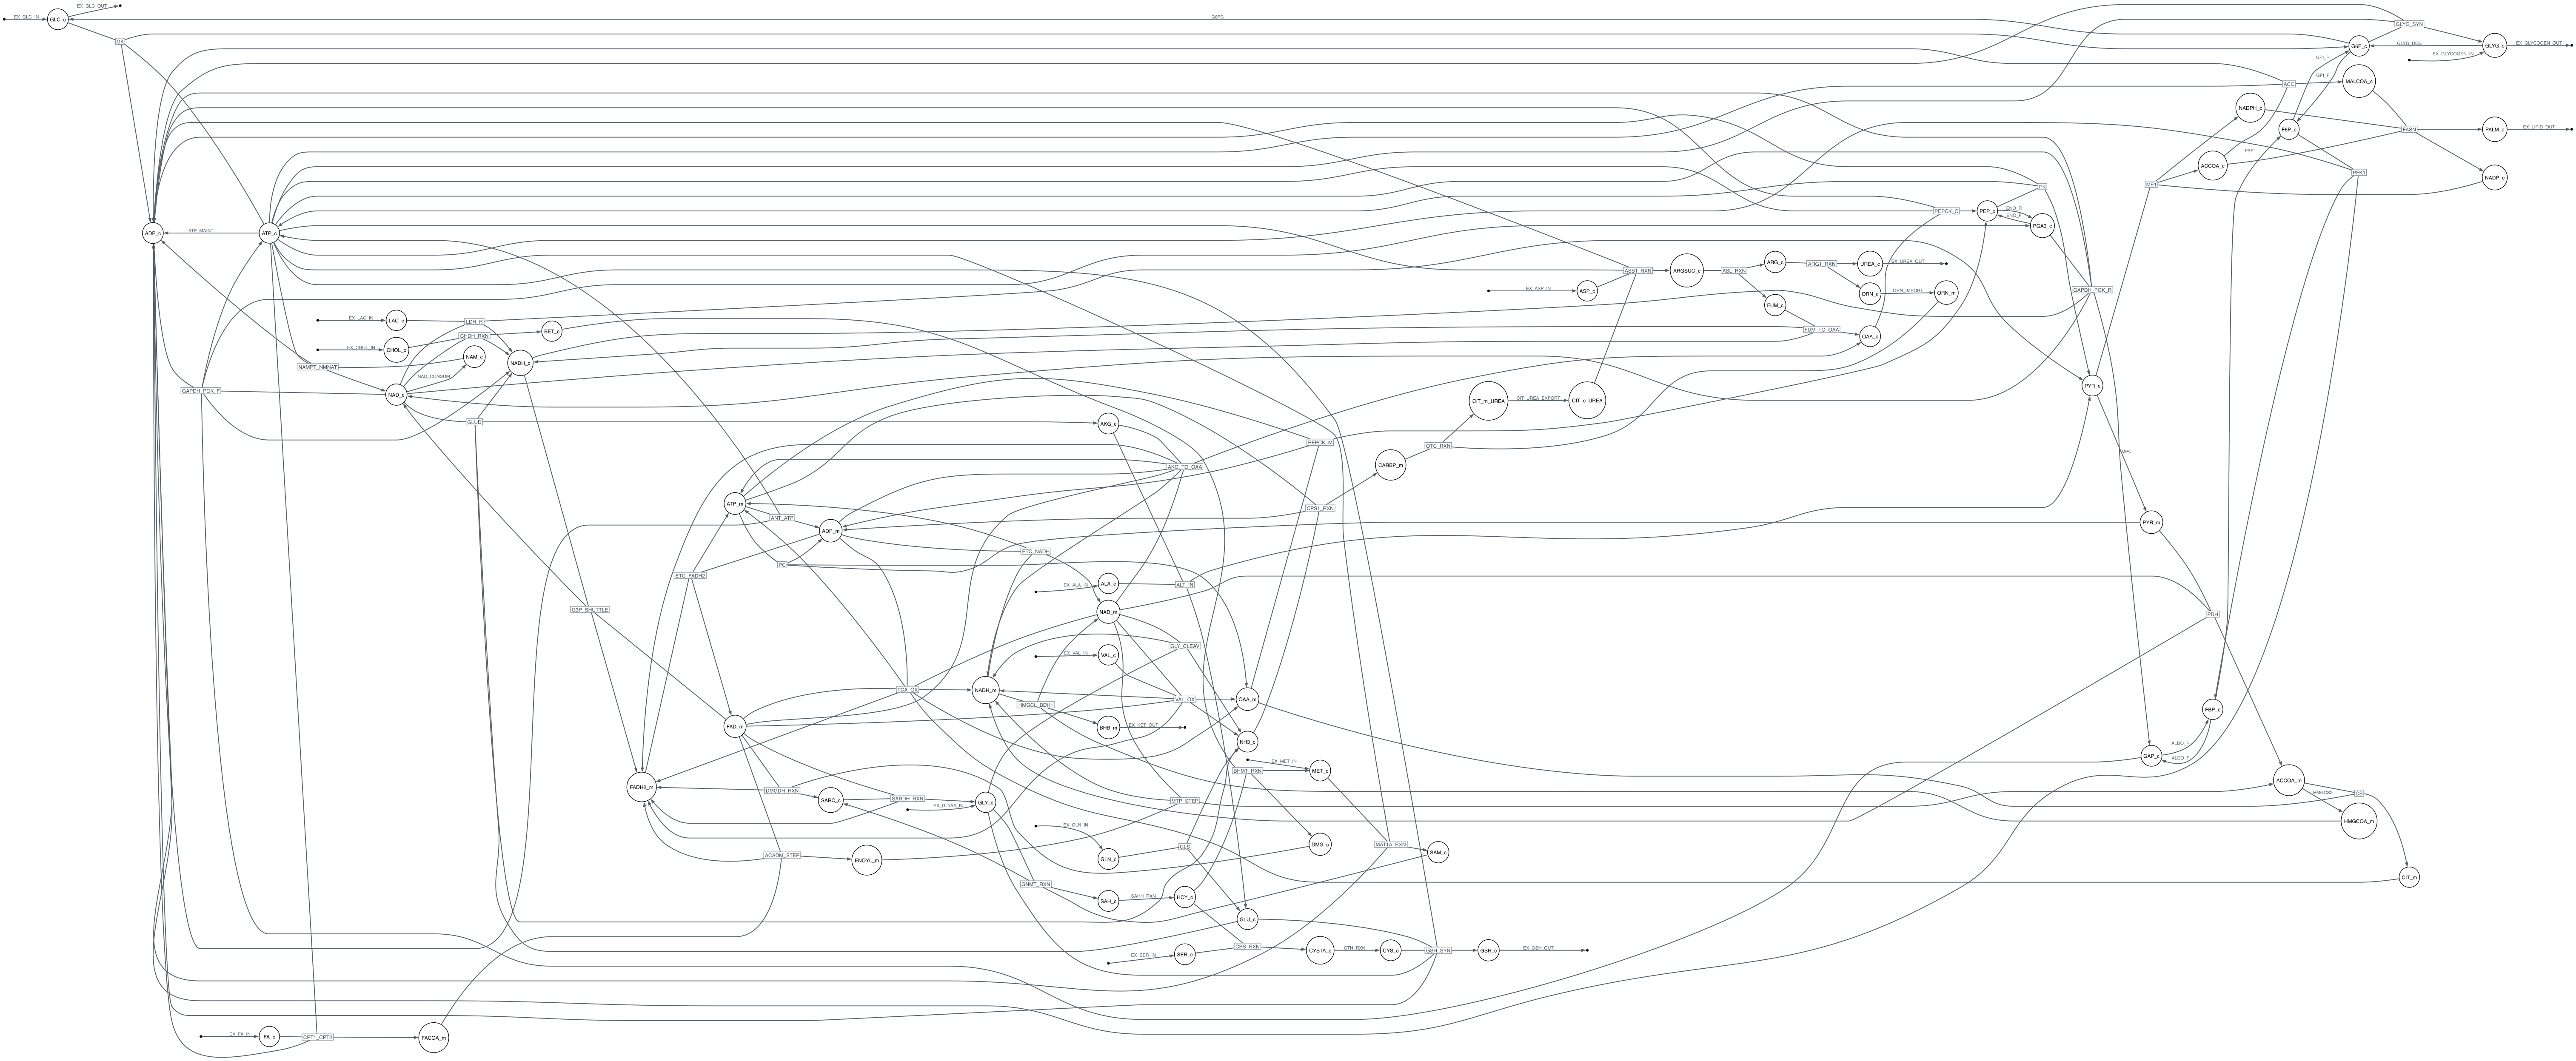 EX_GLC_IN
GLC_c
EX_GLC_OUT
GK
G6PC
GLYG_SYN
G6P_c
GLYG_DEG
GLYG_c
EX_GLYCOGEN_OUT
EX_GLYCOGEN_IN
GPI_R
GPI_F
ACC
MALCOA_c
NADPH_c
F6P_c
FASN
PALM_c
EX_LIPID_OUT
FBP1
ACCOA_c
PFK1
ME1
NADP_c
PK
PEPCK_C
PEP_c
ENO_R
ENO_F
PGA3_c
ADP_c
ATP_MAINT
ATP_c
ASS1_RXN
ARGSUC_c
ASL_RXN
ARG_c
ARG1_RXN
UREA_c
EX_UREA_OUT
EX_ASP_IN
ASP_c
ORN_c
ORN_IMPORT
ORN_m
GAPDH_PGK_R
FUM_c
EX_LAC_IN
LAC_c
LDH_R
BET_c
CHDH_RXN
FUM_TO_OAA
OAA_c
EX_CHOL_IN
CHOL_c
NAM_c
NADH_c
NAMPT_NMNAT
NAD_CONSUM
GAPDH_PGK_F
NAD_c
PYR_c
CIT_m_UREA
CIT_UREA_EXPORT
CIT_c_UREA
GLUD
AKG_c
PEPCK_M
OTC_RXN
MPC
AKG_TO_OAA
CARBP_m
ATP_m
CPS1_RXN
ANT_ATP
ADP_m
PYR_m
ETC_NADH
PC
ETC_FADH2
EX_ALA_IN
ALA_c
ALT_IN
G3P_SHUTTLE
NAD_m
PDH
GLY_CLEAV
EX_VAL_IN
VAL_c
TCA_OX
NADH_m
VAL_OX
OAA_m
HMGCL_BDH1
FBP_c
FAD_m
BHB_m
EX_KET_OUT
NH3_c
ALDO_R
GAP_c
ALDO_F
EX_MET_IN
BHMT_RXN
MET_c
ACCOA_m
FADH2_m
DMGDH_RXN
SARC_c
SARDH_RXN
GLY_c
EX_GLYAA_IN
MTP_STEP
HMGCS2
CS
HMGCOA_m
EX_GLN_IN
GLN_c
GLS
DMG_c
MAT1A_RXN
SAM_c
ACADM_STEP
ENOYL_m
CIT_m
GNMT_RXN
SAH_c
SAHH_RXN
HCY_c
GLU_c
EX_SER_IN
SER_c
CBS_RXN
CYSTA_c
CTH_RXN
CYS_c
GSH_SYN
GSH_c
EX_GSH_OUT
EX_FA_IN
FA_c
CPT1_CPT2
FACOA_m